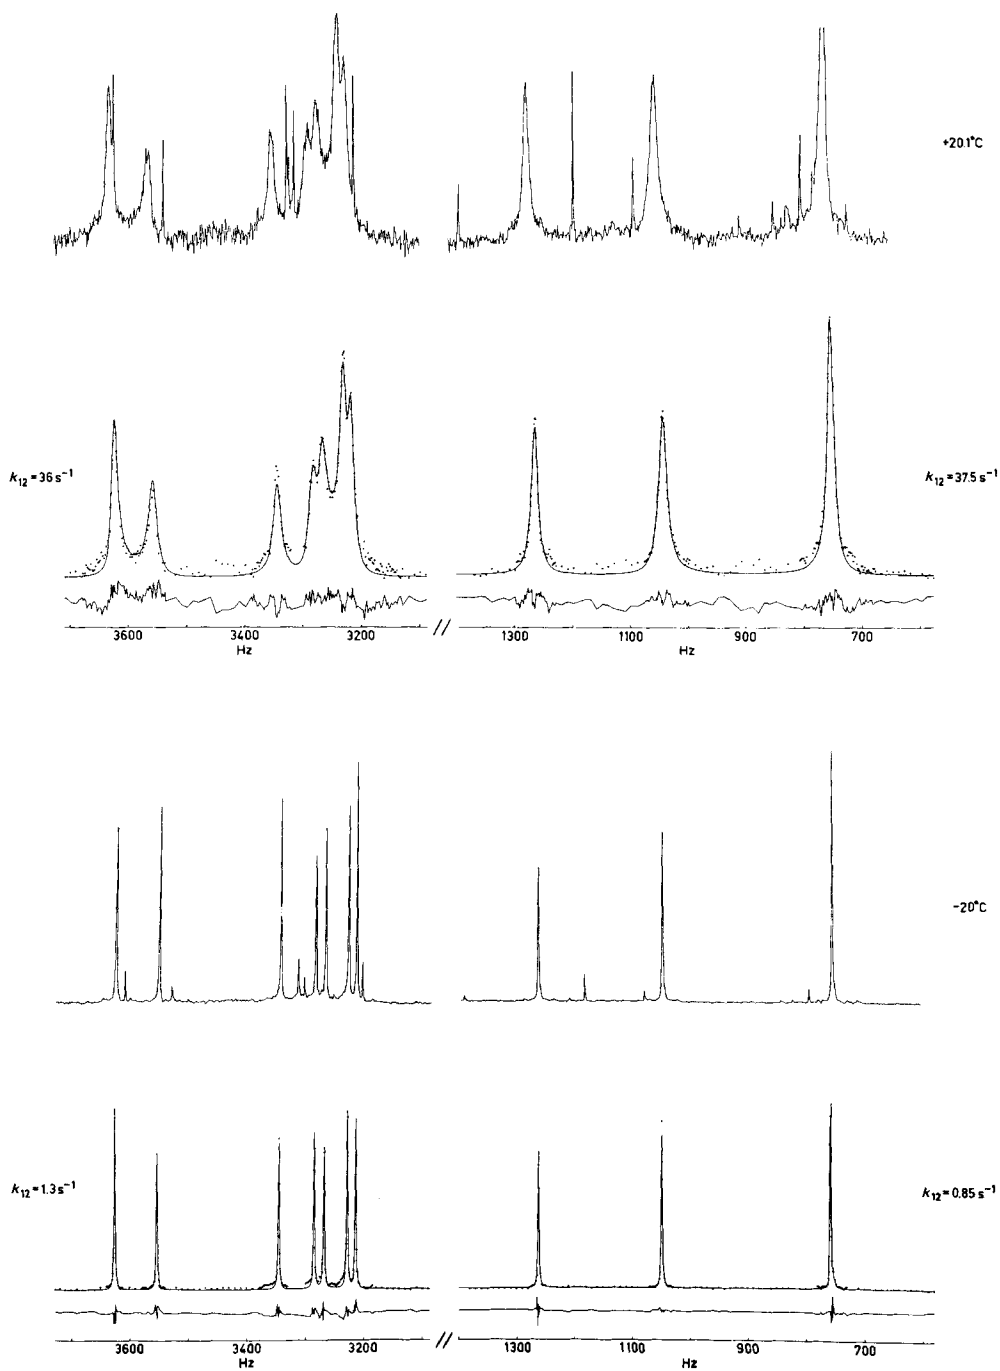 +20.1°C
k₁₂ = 36 s⁻¹
k₁₂ = 37.5 s⁻¹
3600 3400 3200 // 1300 1100 900 700
Hz Hz
-20°C
k₁₂ = 1.3 s⁻¹
k₁₂ = 0.85 s⁻¹
3600 3400 3200 // 1300 1100 900 700
Hz Hz